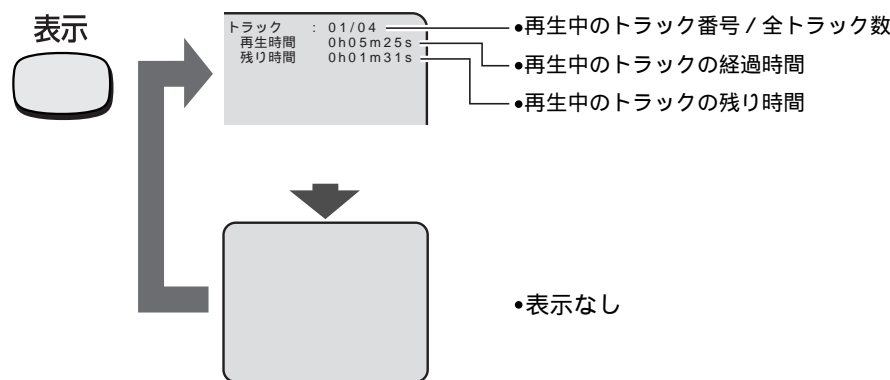 表示
トラック : 01/04
再生時間 0h05m25s
残り時間 0h01m31s
•再生中のトラック番号 / 全トラック数
•再生中のトラックの経過時間
•再生中のトラックの残り時間
•表示なし